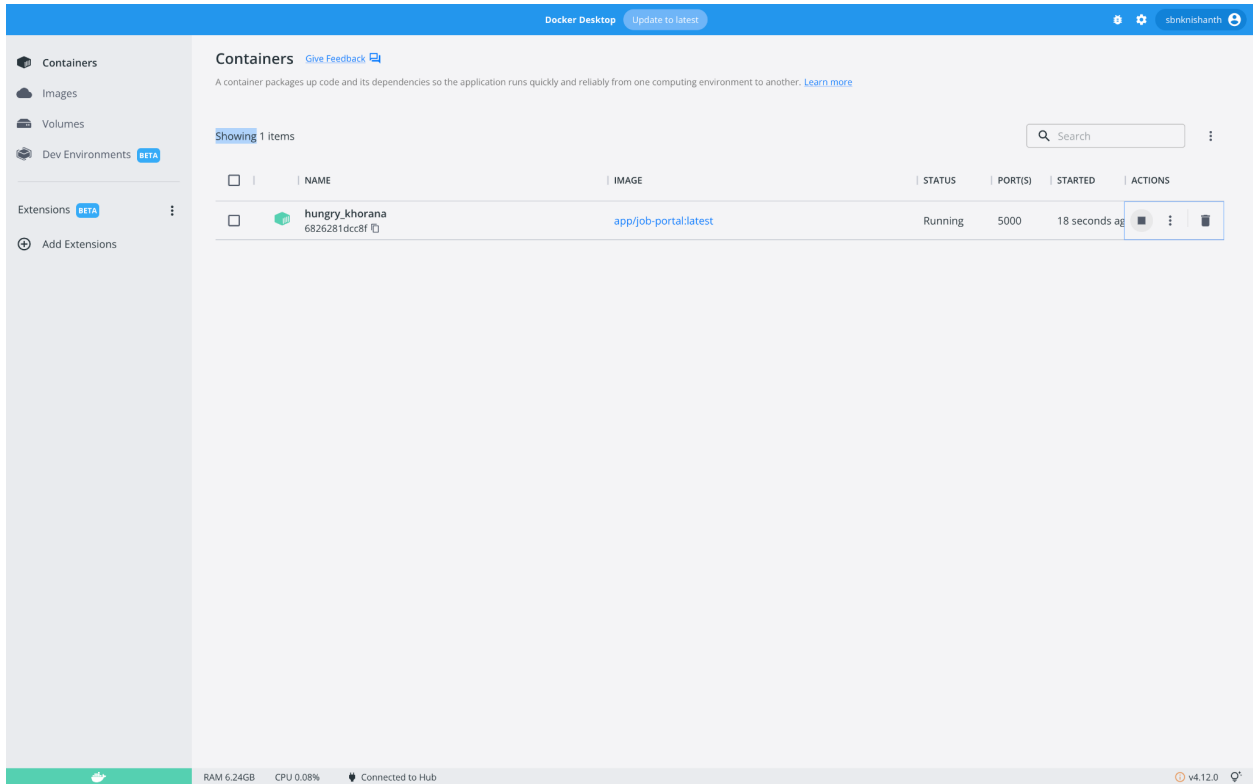 Docker Desktop Update to latest
sbnknishanth
Containers
Images
Volumes
Dev Environments BETA
Extensions BETA
Add Extensions
Containers Give Feedback
A container packages up code and its dependencies so the application runs quickly and reliably from one computing environment to another. Learn more
Showing 1 items
Search
NAME IMAGE STATUS PORT(S) STARTED ACTIONS
hungry_khorana
6826281dcc8f
app/job-portal:latest Running 5000 18 seconds ag
RAM 6.24GB CPU 0.08% Connected to Hub
v4.12.0